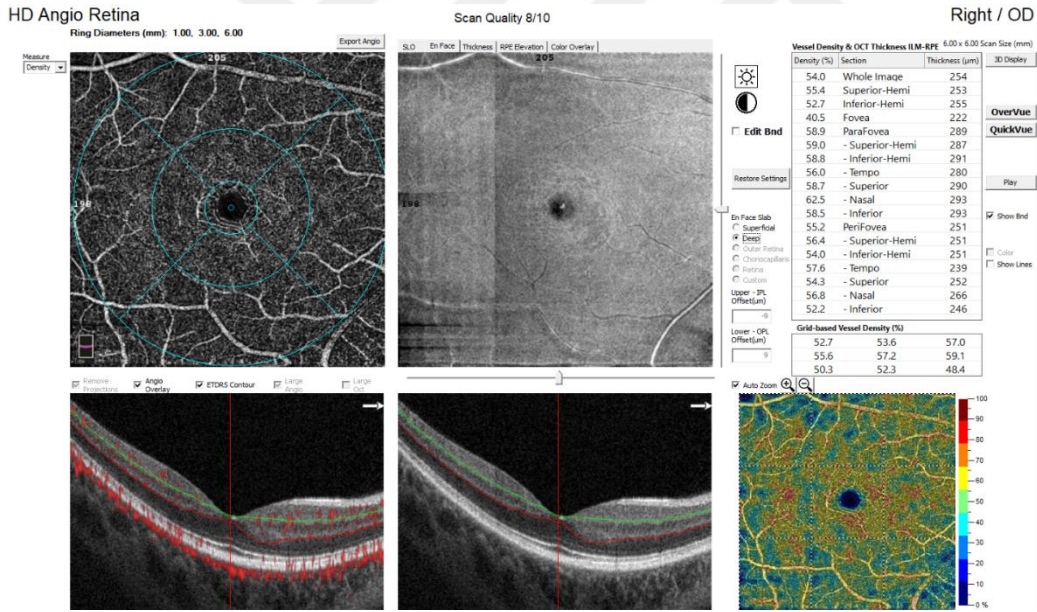 HD Angio Retina
Scan Quality 8/10
Right / OD
Ring Diameters (mm): 1.00, 3.00, 6.00
Export Angio
Measure
Density
205
198
SLO En Face Thickness RPE Elevation Color Overlay
205
198
Edit Bnd
Restore Settings
En Face Slab
Superficial
Deep
Outer Retina
Choriocapillaris
Retina
Custom
Upper - IPL
Offset(um)
-9
Lower - OPL
Offset(um)
9
Vessel Density & OCT Thickness ILM-RPE 6.00 x 6.00 Scan Size (mm)
Density (%) Section Thickness (µm)
54.0 Whole Image 254
55.4 Superior-Hemi 253
52.7 Inferior-Hemi 255
40.5 Fovea 222
58.9 ParaFovea 289
59.0 - Superior-Hemi 287
58.8 - Inferior-Hemi 291
56.0 - Tempo 280
58.7 - Superior 290
62.5 - Nasal 293
58.5 - Inferior 293
55.2 PeriFovea 251
56.4 - Superior-Hemi 251
54.0 - Inferior-Hemi 251
57.6 - Tempo 239
54.3 - Superior 252
56.8 - Nasal 266
52.2 - Inferior 246
Grid-based Vessel Density (%)
52.7 53.6 57.0
55.6 57.2 59.1
50.3 52.3 48.4
3D Display
OverVue
QuickVue
Play
Show Bnd
Color
Show Lines
Remove Projections
Angio Overlay
ETDRS Contour
Large Angio
Large Oct
Auto Zoom
100
90
80
70
60
50
40
30
20
10
0 %